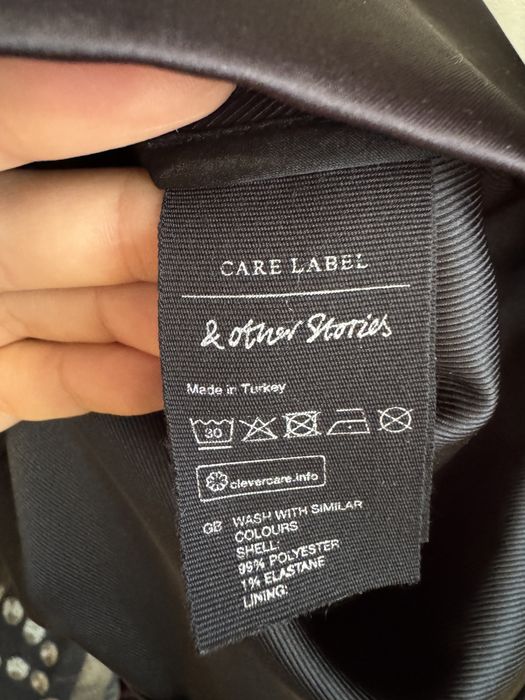 CARE LABEL
& other Stories
Made in Turkey
30
clevercare.info
GB WASH WITH SIMILAR
COLOURS
SHELL:
99% POLYESTER
1% ELASTANE
LINING: